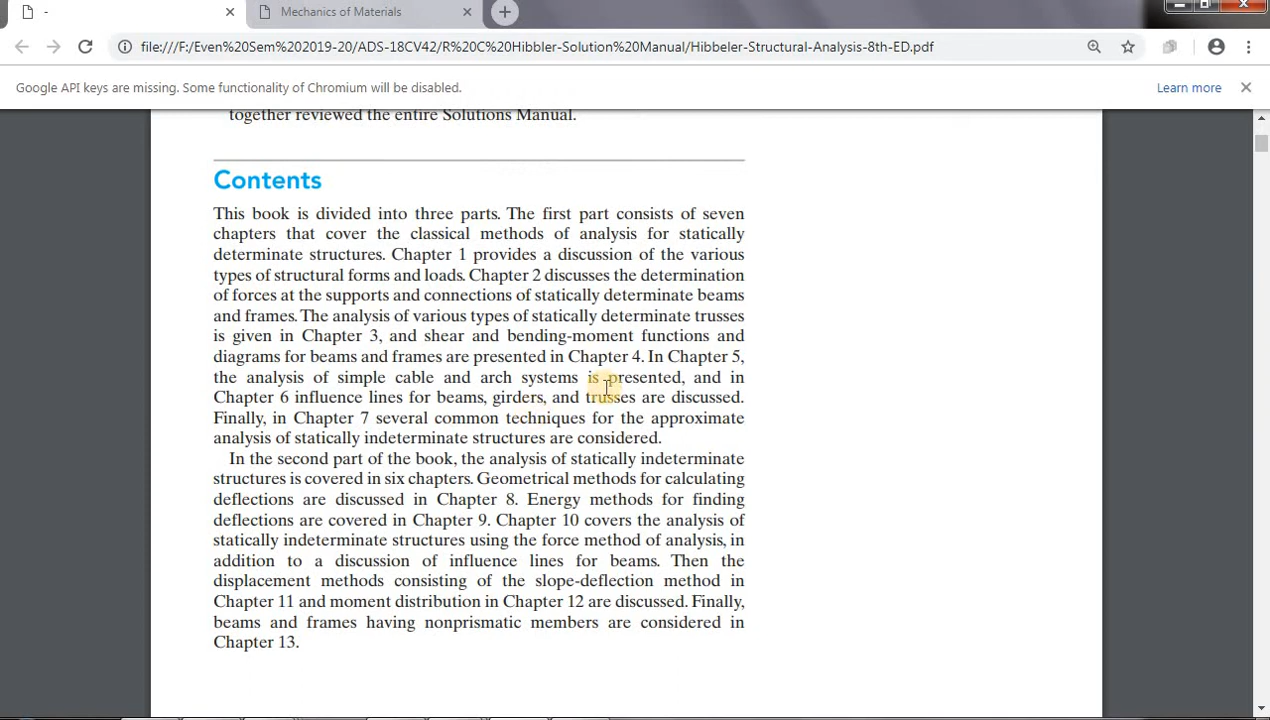 -
Mechanics of Materials
file:///F:/Even%20Sem%202019-20/ADS-18CV42/R%20C%20Hibbler-Solution%20Manual/Hibbeler-Structural-Analysis-8th-ED.pdf
Google API keys are missing. Some functionality of Chromium will be disabled.
Learn more
together reviewed the entire Solutions Manual.
Contents
This book is divided into three parts. The first part consists of seven
chapters that cover the classical methods of analysis for statically
determinate structures. Chapter 1 provides a discussion of the various
types of structural forms and loads. Chapter 2 discusses the determination
of forces at the supports and connections of statically determinate beams
and frames. The analysis of various types of statically determinate trusses
is given in Chapter 3, and shear and bending-moment functions and
diagrams for beams and frames are presented in Chapter 4. In Chapter 5,
the analysis of simple cable and arch systems is presented, and in
Chapter 6 influence lines for beams, girders, and trusses are discussed.
Finally, in Chapter 7 several common techniques for the approximate
analysis of statically indeterminate structures are considered.
In the second part of the book, the analysis of statically indeterminate
structures is covered in six chapters. Geometrical methods for calculating
deflections are discussed in Chapter 8. Energy methods for finding
deflections are covered in Chapter 9. Chapter 10 covers the analysis of
statically indeterminate structures using the force method of analysis, in
addition to a discussion of influence lines for beams. Then the
displacement methods consisting of the slope-deflection method in
Chapter 11 and moment distribution in Chapter 12 are discussed. Finally,
beams and frames having nonprismatic members are considered in
Chapter 13.